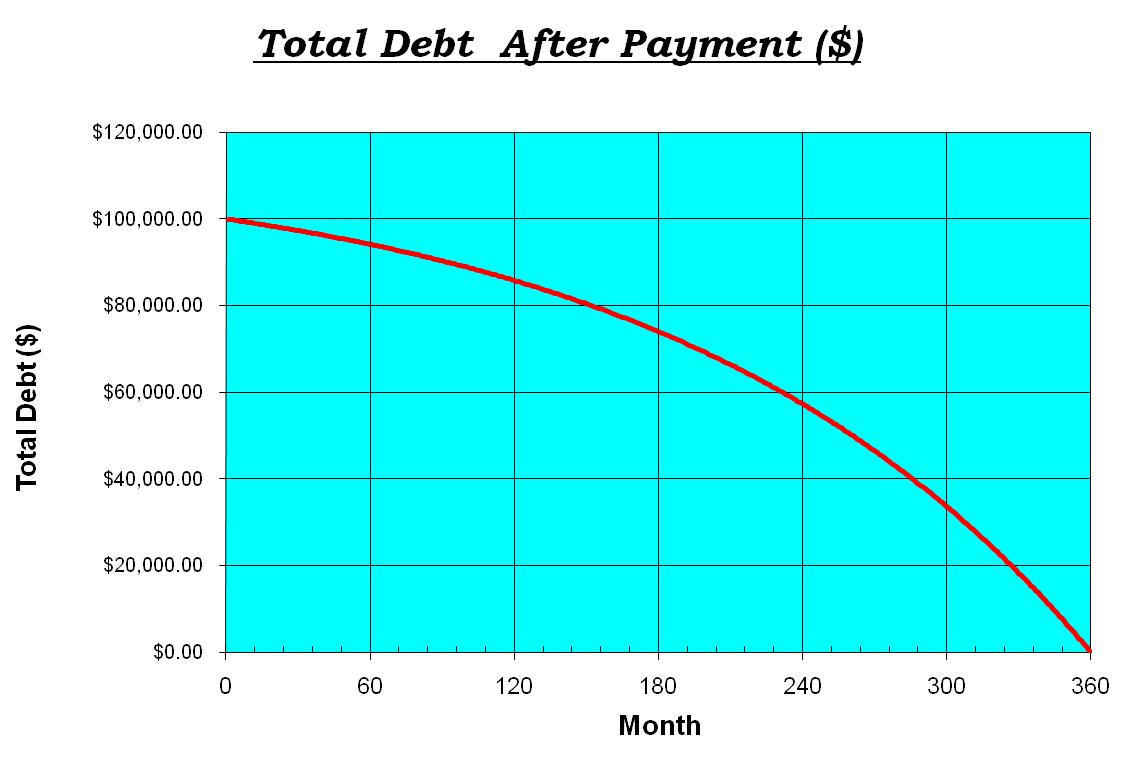 Total Debt After Payment ($)
$120,000.00
$100,000.00
$80,000.00
$60,000.00
$40,000.00
$20,000.00
$0.00
Total Debt ($)
0 60 120 180 240 300 360
Month